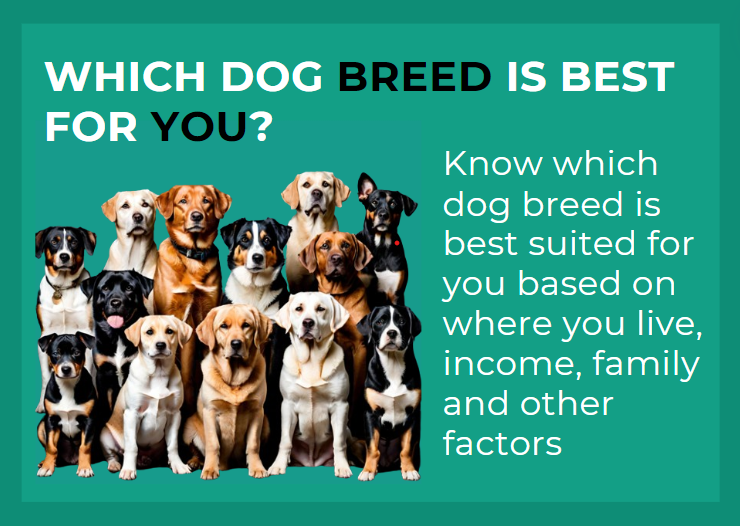 WHICH DOG BREED IS BEST
FOR YOU?
Know which
dog breed is
best suited for
you based on
where you live,
income, family
and other
factors